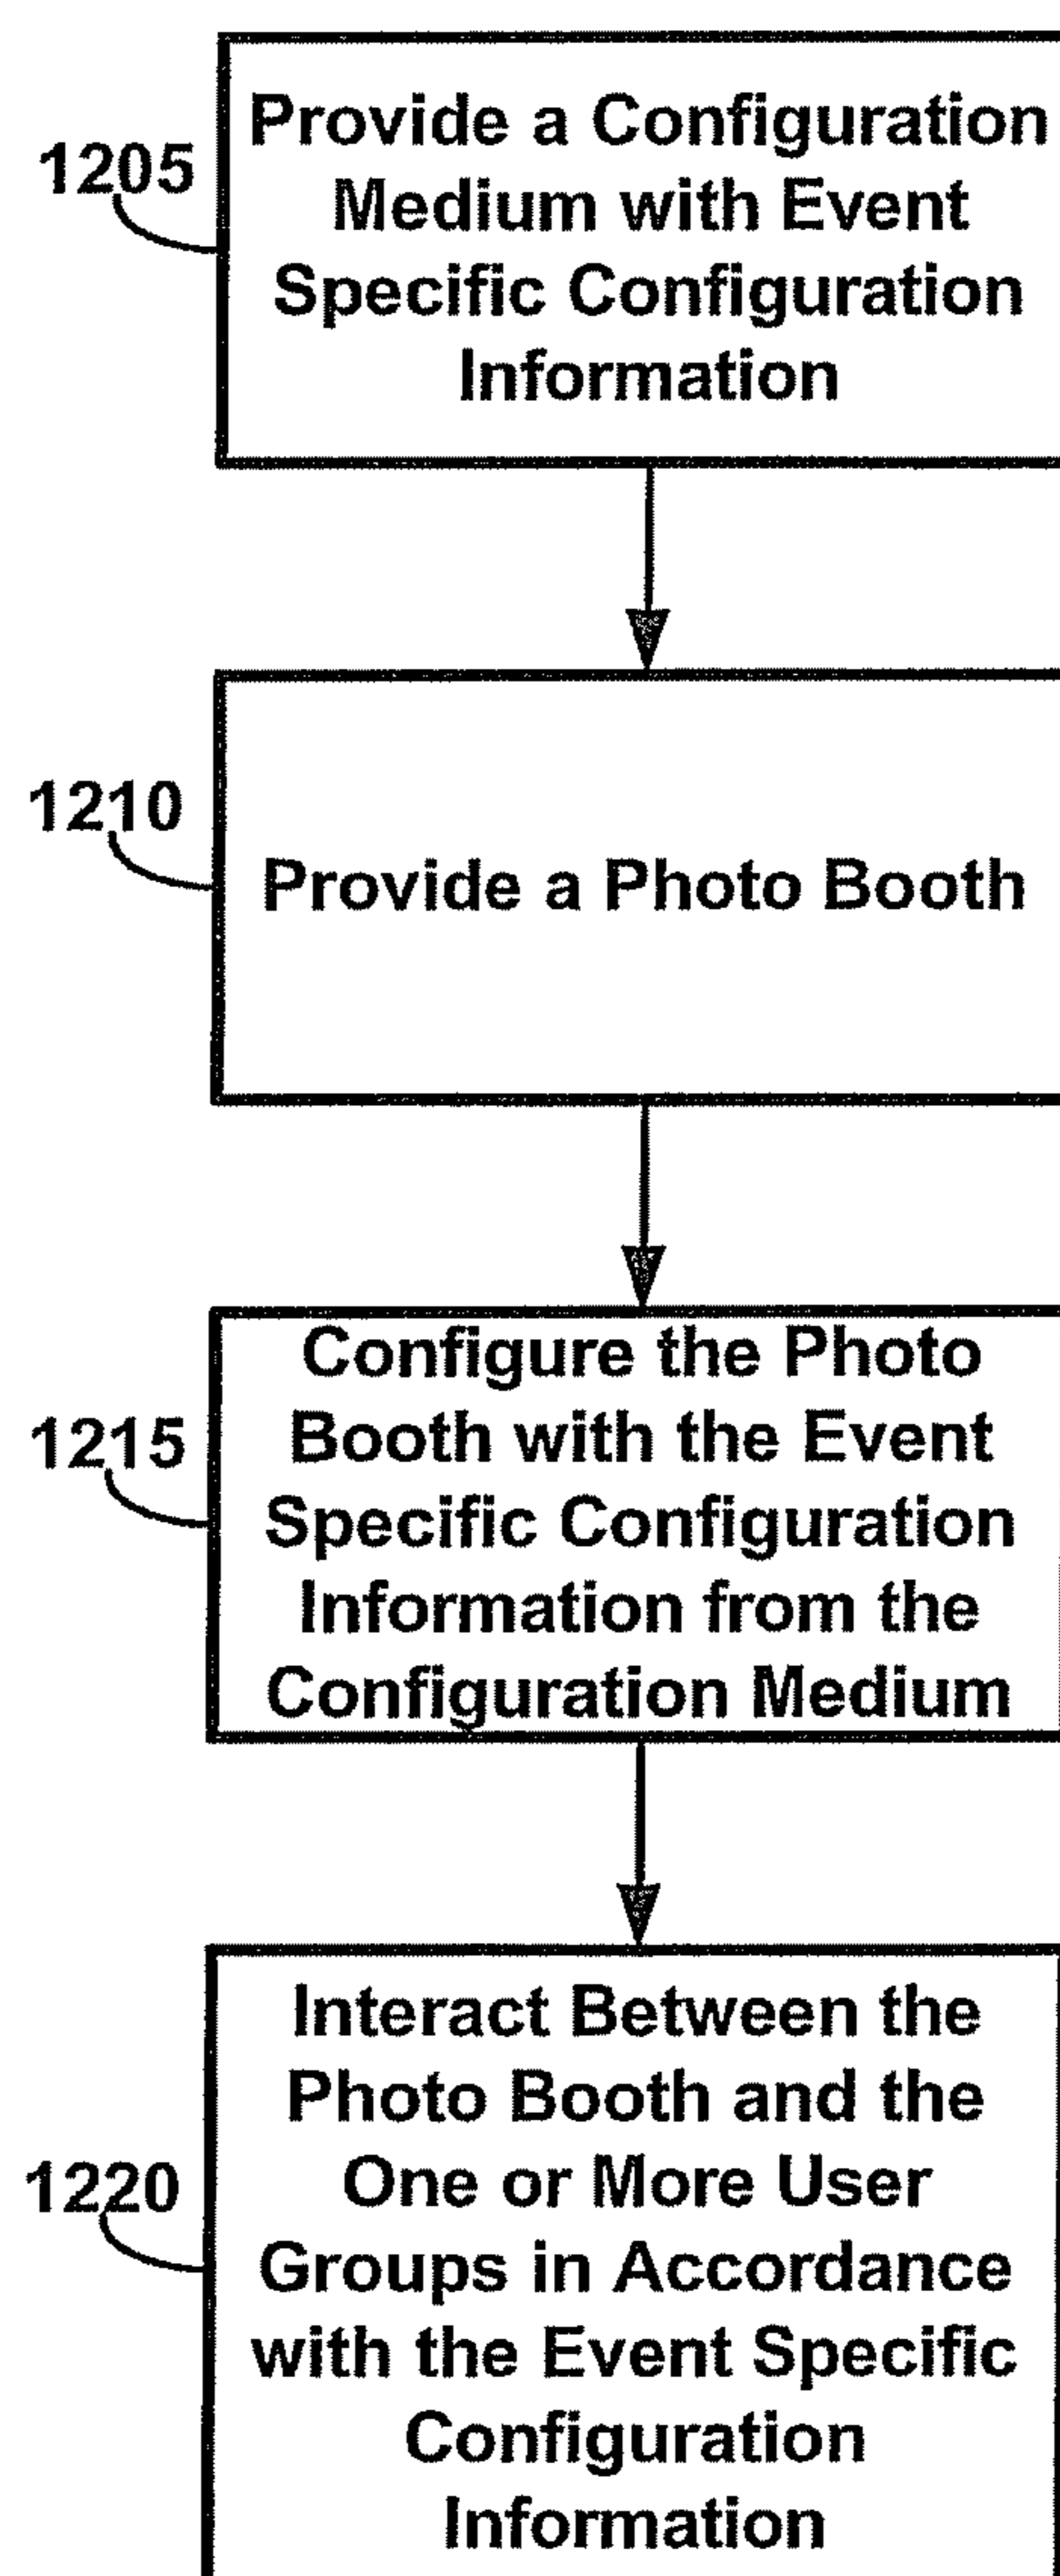 1205
Provide a Configuration
Medium with Event
Specific Configuration
Information
1210
Provide a Photo Booth
1215
Configure the Photo
Booth with the Event
Specific Configuration
Information from the
Configuration Medium
1220
Interact Between the
Photo Booth and the
One or More User
Groups in Accordance
with the Event Specific
Configuration
Information